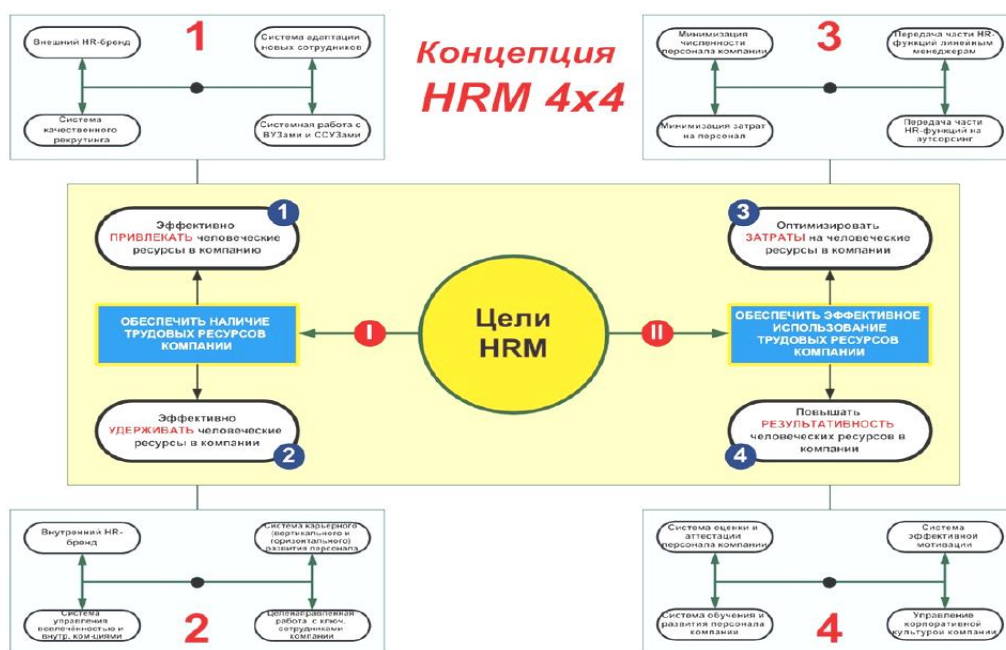 1
Внешний HR-бренд
Система адаптации
новых сотрудников
Система
качественного
рекрутинга
Системная работа с
ВУЗами и ССУЗами
Концепция
HRM 4x4
3
Минимизация
численности
персонала компании
Передача части HR-
функций линейным
менеджерам
Минимизация затрат
на персонал
Передача части
HR-функций на
аутсорсинг
1
Эффективно
ПРИВЛЕКАТЬ человеческие
ресурсы в компанию
3
Оптимизировать
ЗАТРАТЫ на человеческие
ресурсы в компании
ОБЕСПЕЧИТЬ НАЛИЧИЕ
ТРУДОВЫХ РЕСУРСОВ
КОМПАНИИ
I
Цели
HRM
II
ОБЕСПЕЧИТЬ ЭФФЕКТИВНОЕ
ИСПОЛЬЗОВАНИЕ
ТРУДОВЫХ РЕСУРСОВ
КОМПАНИИ
Эффективно
УДЕРЖИВАТЬ человеческие
ресурсы в компании
2
Повышать
РЕЗУЛЬТАТИВНОСТЬ
человеческих ресурсов в
компании
4
Внутренний HR-
бренд
Система карьерного
(вертикального и
горизонтального)
развития персонала
Система
управления
вовлечённостью и
внутр. ком-циями
Целенаправленная
работа с ключ.
сотрудниками
компании
2
Система оценки и
аттестации
персонала компании
Система
эффективной
мотивации
Система обучения и
развития персонала
компании
Управление
корпоративной
культурой компании
4